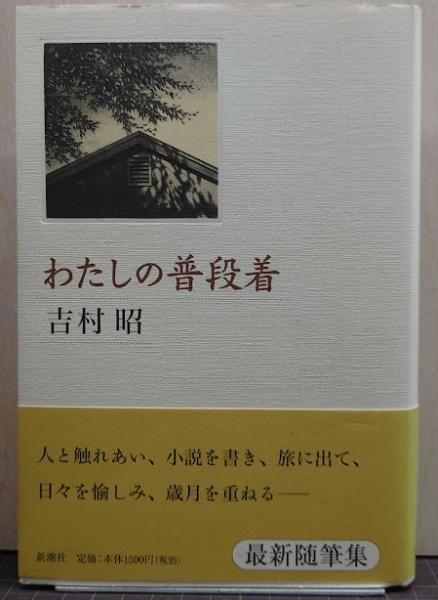 わたしの普段着
吉村 昭
人と触れあい、小説を書き、旅に出て、
日々を愉しみ、歳月を重ねる──
新潮社 定価：本体1500円（税別）
最新随筆集